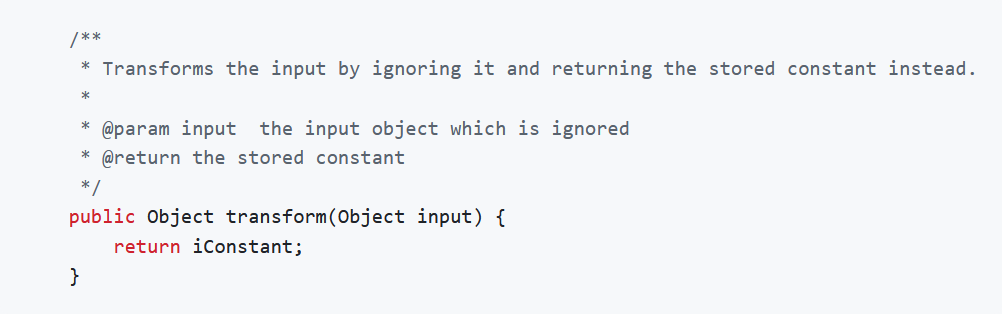 /**
 * Transforms the input by ignoring it and returning the stored constant instead.
 *
 * @param input  the input object which is ignored
 * @return the stored constant
 */
public Object transform(Object input) {
    return iConstant;
}